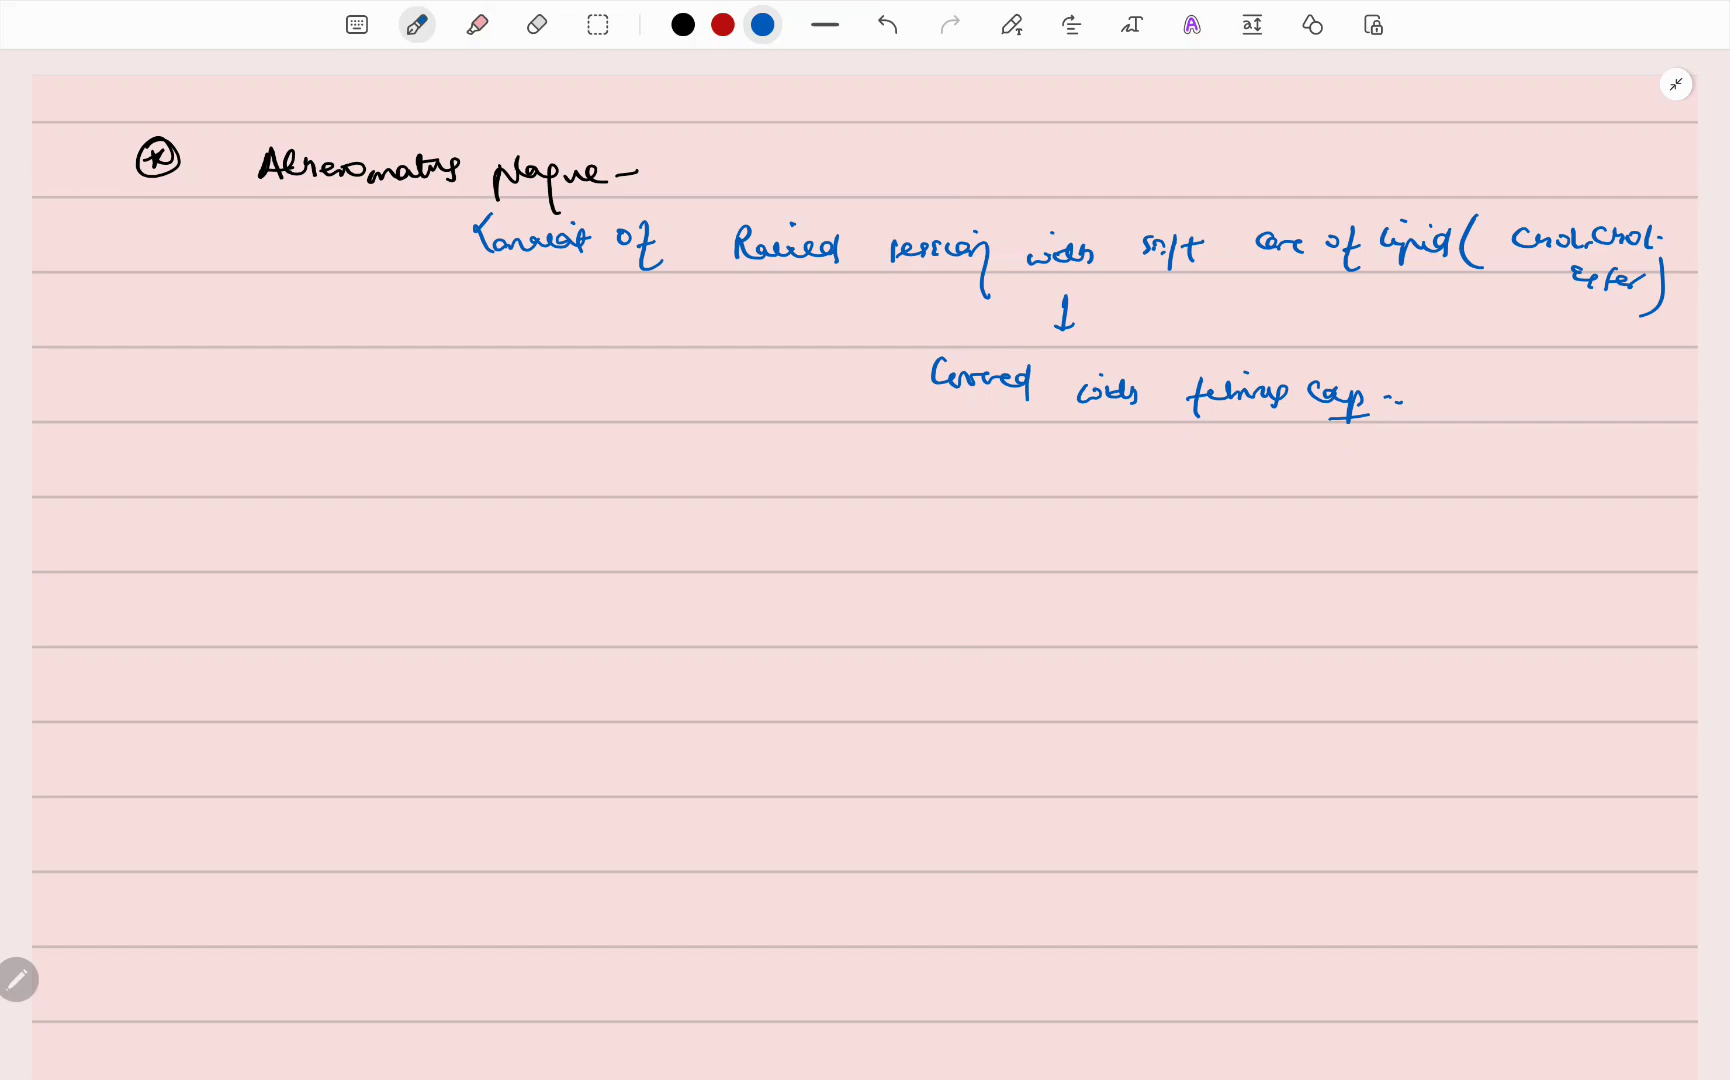 Atheromatous plaque -
Consist of Raised lesion with soft core of lipid ( Chol, Chol.
ester )
↓
Covered with fibrous cap --